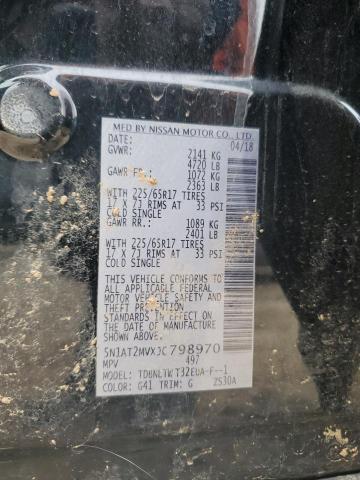 MFD BY NISSAN MOTOR CO., LTD.
DATE: 04/18
GVWR: 2141 KG
4720 LB
GAWR FR.: 1072 KG
2363 LB
WITH 225/65R17 TIRES
17 X 7J RIMS AT 33 PSI
COLD SINGLE
GAWR RR.: 1089 KG
2401 LB
WITH 225/65R17 TIRES
17 X 7J RIMS AT 33 PSI
COLD SINGLE
THIS VEHICLE CONFORMS TO
ALL APPLICABLE FEDERAL
MOTOR VEHICLE SAFETY
AND THEFT PREVENTION
STANDARDS IN EFFECT ON
THE DATE OF MANUFACTURE
SHOWN ABOVE.
5N1AT2MVXJC798970
MPV 497
MODEL:
COLOR: G41 TRIM: G ZS30A